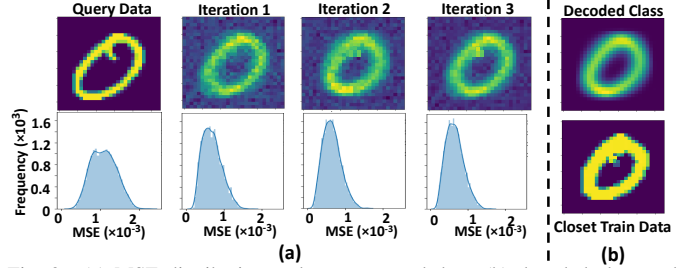 Query Data
Iteration 1
Iteration 2
Iteration 3
Decoded Class
Frequency (×10³)
1.6
1.2
0.8
0.4
0
0 1 2
MSE (×10⁻³)
0 1 2
MSE (×10⁻³)
0 1 2
MSE (×10⁻³)
0 1 2
MSE (×10⁻³)
Closet Train Data
(a)
(b)